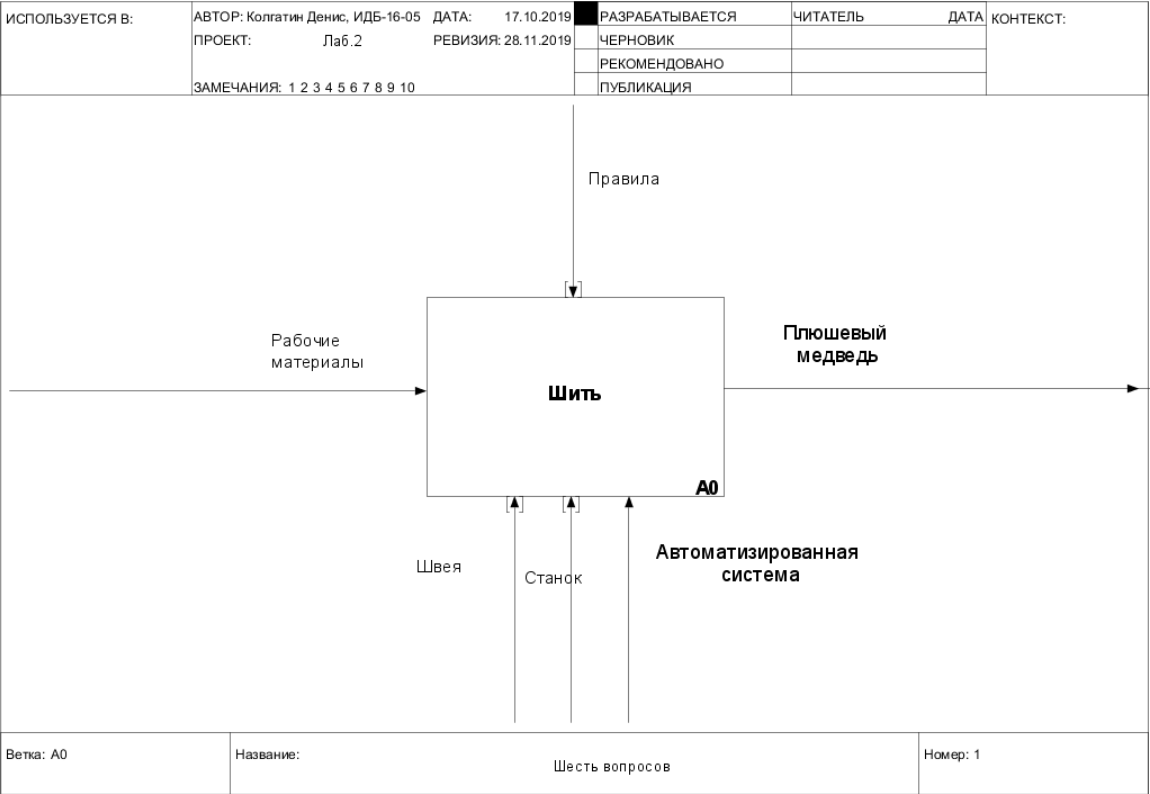 ИСПОЛЬЗУЕТСЯ В:
АВТОР: Колгатин Денис, ИДБ-16-05 ДАТА: 17.10.2019
ПРОЕКТ: Лаб.2 РЕВИЗИЯ: 28.11.2019
ЗАМЕЧАНИЯ: 1 2 3 4 5 6 7 8 9 10
РАЗРАБАТЫВАЕТСЯ
ЧЕРНОВИК
РЕКОМЕНДОВАНО
ПУБЛИКАЦИЯ
ЧИТАТЕЛЬ ДАТА
КОНТЕКСТ:
Правила
Рабочие
материалы
Шить
A0
Плюшевый
медведь
Швея
Станок
Автоматизированная
система
Ветка: A0
Название:
Шесть вопросов
Номер: 1